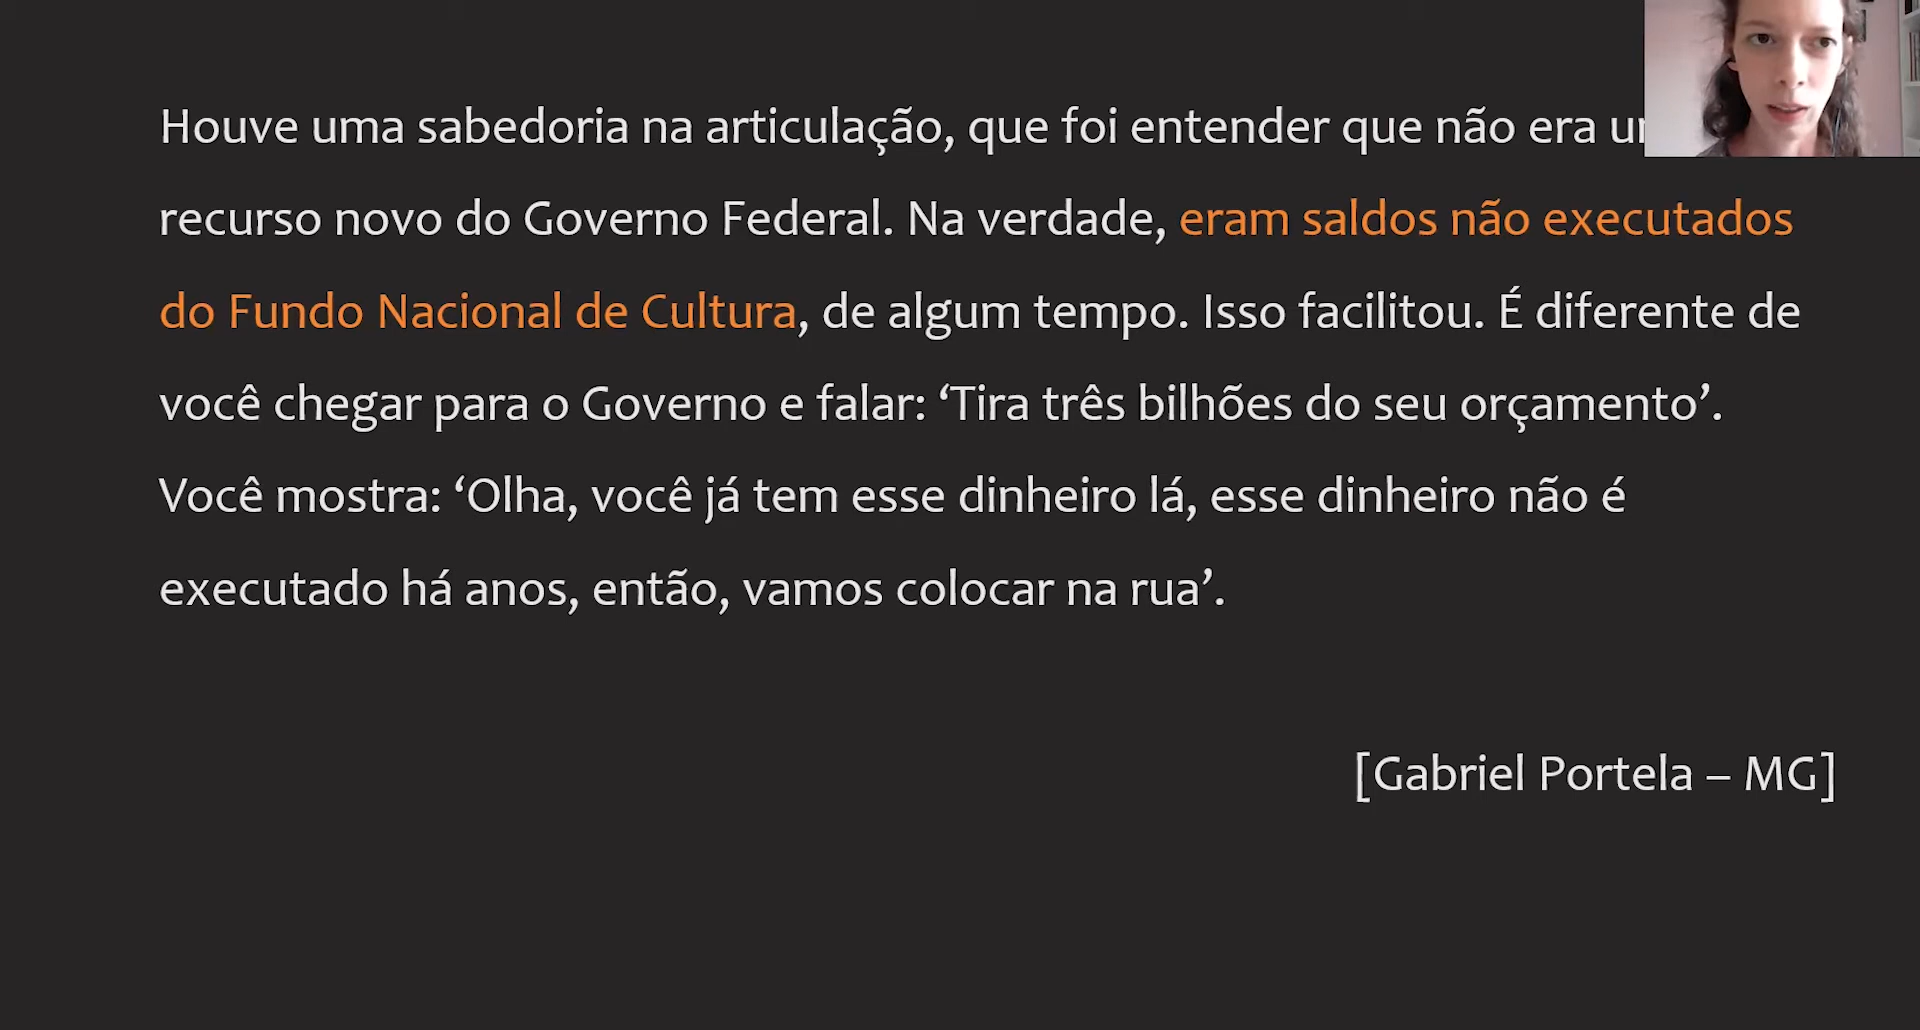 Houve uma sabedoria na articulação, que foi entender que não era
recurso novo do Governo Federal. Na verdade, eram saldos não executados
do Fundo Nacional de Cultura, de algum tempo. Isso facilitou. É diferente de
você chegar para o Governo e falar: ‘Tira três bilhões do seu orçamento’.
Você mostra: ‘Olha, você já tem esse dinheiro lá, esse dinheiro não é
executado há anos, então, vamos colocar na rua’.
[Gabriel Portela – MG]